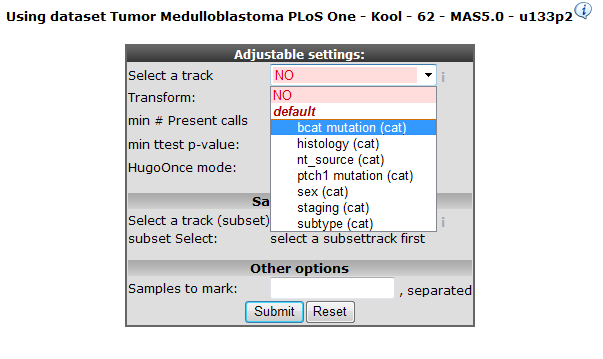 Using dataset Tumor Medulloblastoma PLoS One - Kool - 62 - MAS5.0 - u133p2
Adjustable settings:
Select a track NO
Transform: NO
default
min # Present calls bcat mutation (cat)
min ttest p-value: histology (cat)
nt_source (cat)
HugoOnce mode: ptch1 mutation (cat)
sex (cat)
Sa staging (cat)
Select a track (subset) subtype (cat)
subset Select: select a subsettrack first
Other options
Samples to mark: , separated
Submit Reset